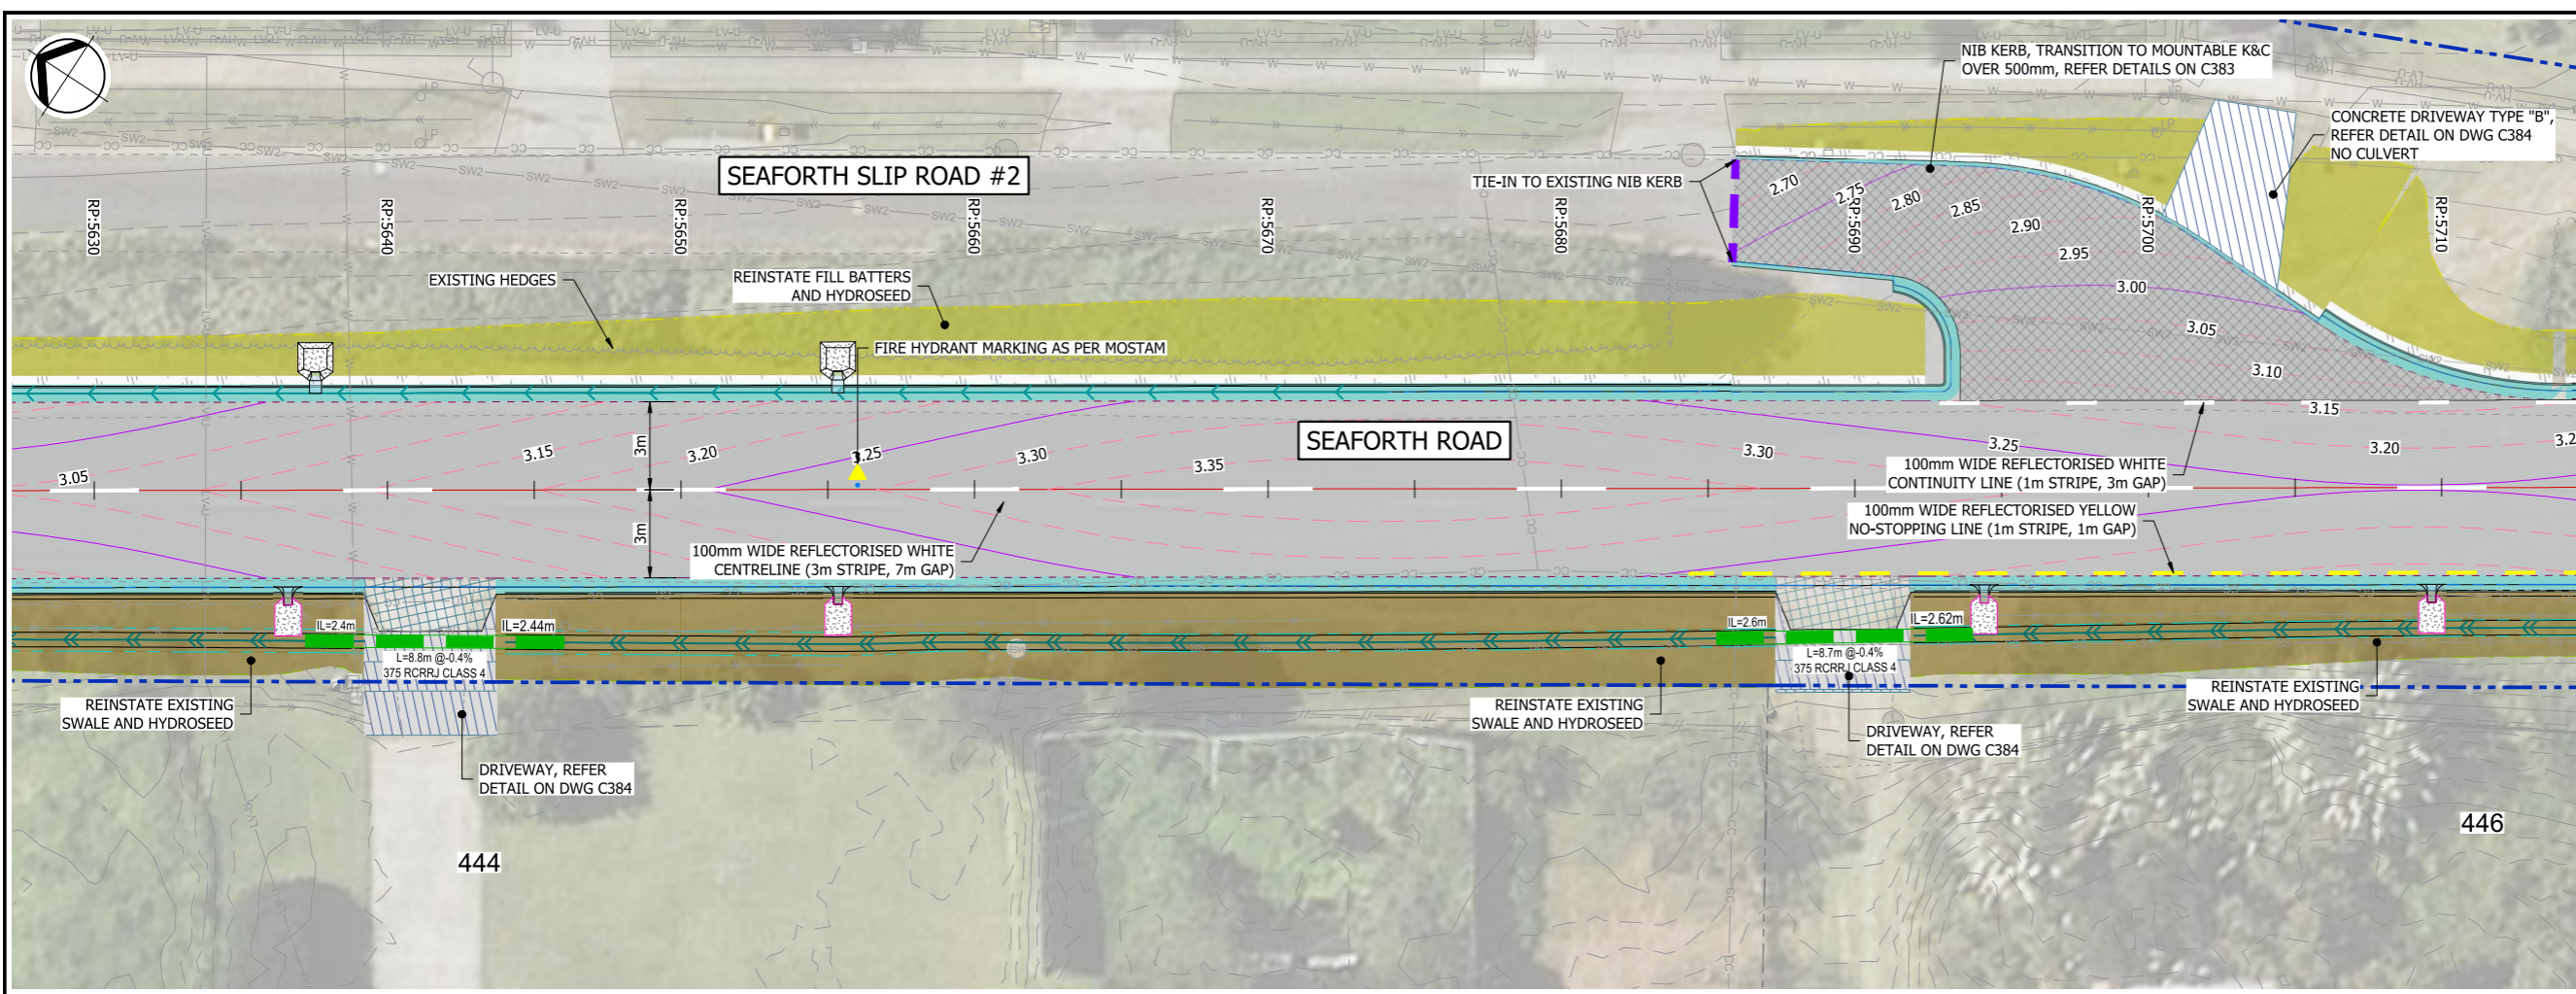 NIB KERB, TRANSITION TO MOUNTABLE K&C
OVER 500mm, REFER DETAILS ON C383
CONCRETE DRIVEWAY TYPE "B",
REFER DETAIL ON DWG C384
NO CULVERT
SEAFORTH SLIP ROAD #2
TIE-IN TO EXISTING NIB KERB
RP:5630
RP:5640
RP:5650
RP:5660
RP:5670
RP:5680
RP:5690
RP:5700
RP:5710
2.70
2.75
2.80
2.85
2.90
2.95
3.00
3.05
3.10
3.15
EXISTING HEDGES
REINSTATE FILL BATTERS
AND HYDROSEED
FIRE HYDRANT MARKING AS PER MOSTAM
SEAFORTH ROAD
3m
3m
3.05
3.15
3.20
3.25
3.30
3.35
3.30
3.25
3.20
100mm WIDE REFLECTORISED WHITE
CONTINUITY LINE (1m STRIPE, 3m GAP)
100mm WIDE REFLECTORISED YELLOW
NO-STOPPING LINE (1m STRIPE, 1m GAP)
100mm WIDE REFLECTORISED WHITE
CENTRELINE (3m STRIPE, 7m GAP)
IL=2.4m
IL=2.44m
L=8.8m @-0.4%
375 RCRRJ CLASS 4
IL=2.6m
IL=2.62m
L=8.7m @-0.4%
375 RCRRJ CLASS 4
REINSTATE EXISTING
SWALE AND HYDROSEED
REINSTATE EXISTING
SWALE AND HYDROSEED
REINSTATE EXISTING
SWALE AND HYDROSEED
DRIVEWAY, REFER
DETAIL ON DWG C384
DRIVEWAY, REFER
DETAIL ON DWG C384
444
446